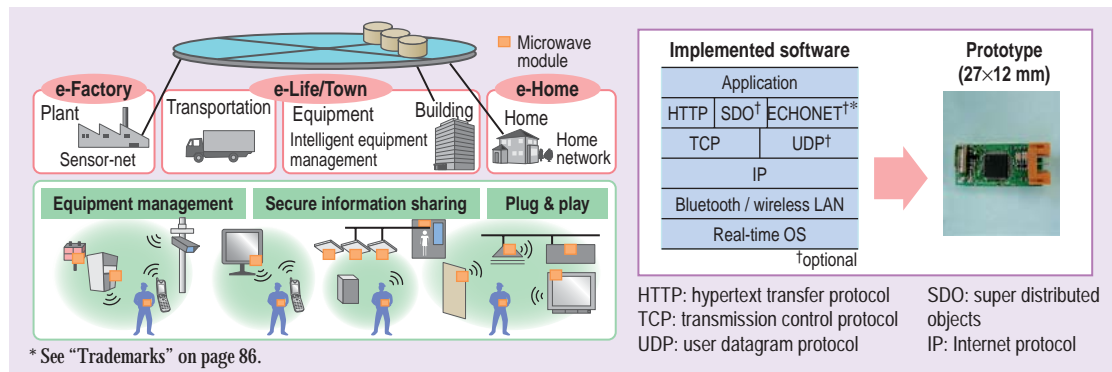 Microwave
module
e-Factory
e-Life/Town
e-Home
Plant
Sensor-net
Transportation
Equipment
Intelligent equipment
management
Building
Home
Home
network
Equipment management
Secure information sharing
Plug & play
* See “Trademarks” on page 86.
Implemented software
Application
HTTP SDO† ECHONET†*
TCP UDP†
IP
Bluetooth / wireless LAN
Real-time OS
†optional
Prototype
(27×12 mm)
HTTP: hypertext transfer protocol
TCP: transmission control protocol
UDP: user datagram protocol
SDO: super distributed
objects
IP: Internet protocol